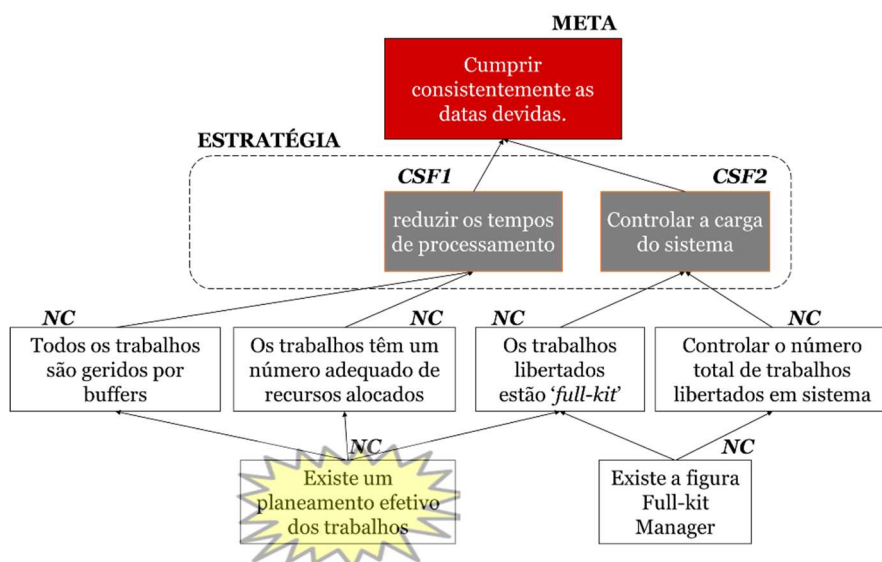 META
Cumprir
consistentemente as
datas devidas.
ESTRATÉGIA
CSF1
CSF2
reduzir os tempos
de processamento
Controlar a carga
do sistema
NC
NC
NC
NC
Todos os trabalhos
são geridos por
buffers
Os trabalhos têm um
número adequado de
recursos alocados
Os trabalhos
libertados
estão ‘full-kit’
Controlar o número
total de trabalhos
libertados em sistema
NC
NC
Existe um
planeamento efetivo
dos trabalhos
Existe a figura
Full-kit
Manager